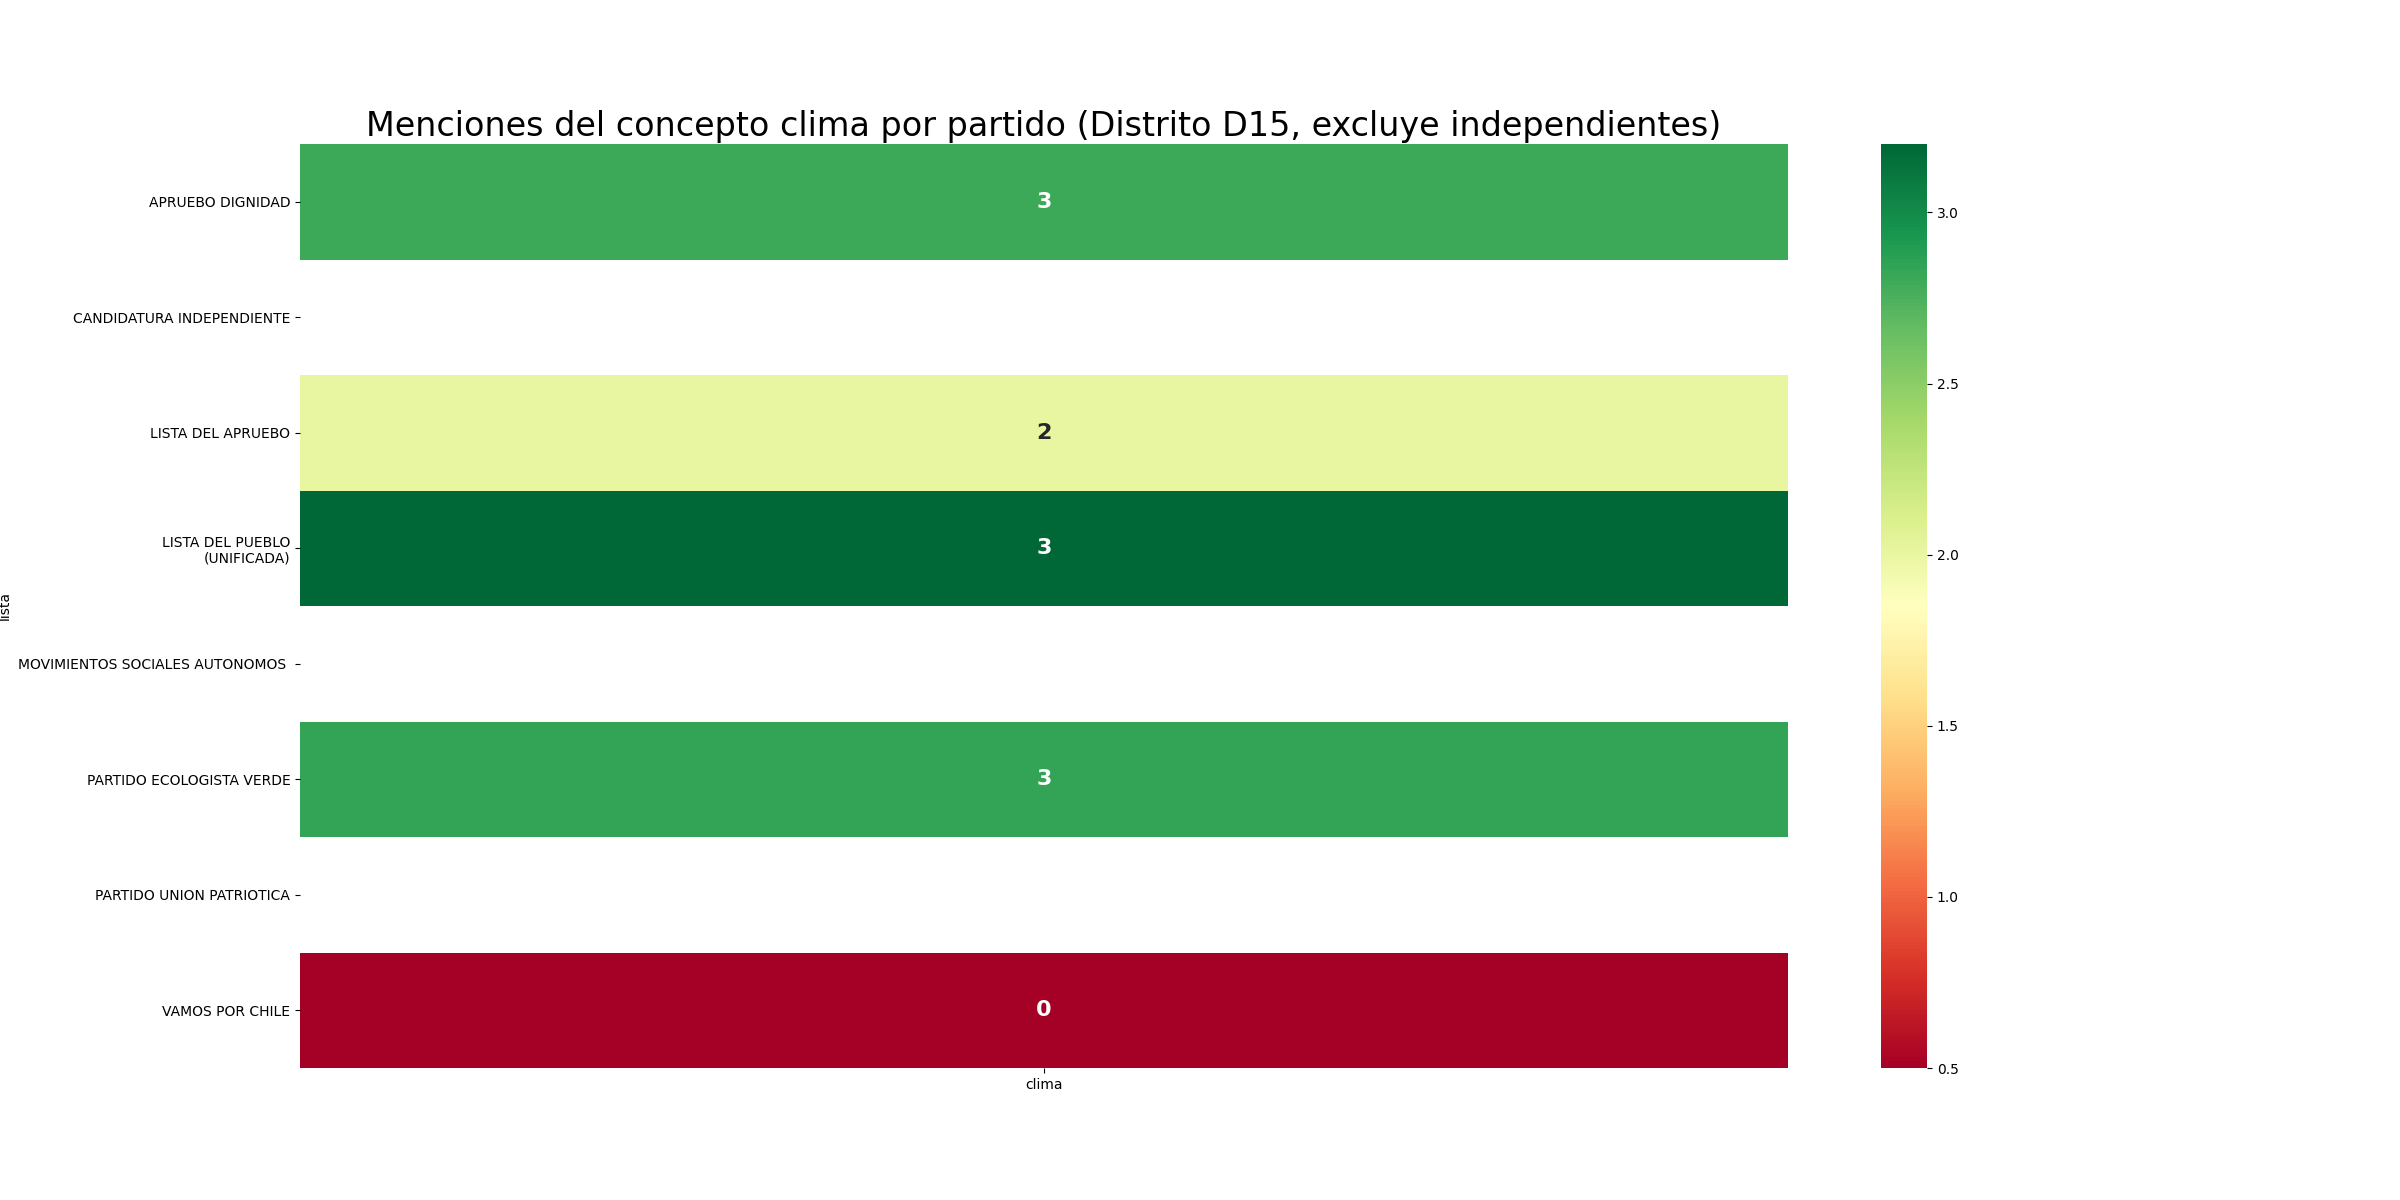 Menciones del concepto clima por partido (Distrito D15, excluye independientes)
lista
APRUEBO DIGNIDAD
3
CANDIDATURA INDEPENDIENTE
LISTA DEL APRUEBO
2
LISTA DEL PUEBLO
(UNIFICADA)
3
MOVIMIENTOS SOCIALES AUTONOMOS
PARTIDO ECOLOGISTA VERDE
3
PARTIDO UNION PATRIOTICA
VAMOS POR CHILE
0
clima
3.0
2.5
2.0
1.5
1.0
0.5